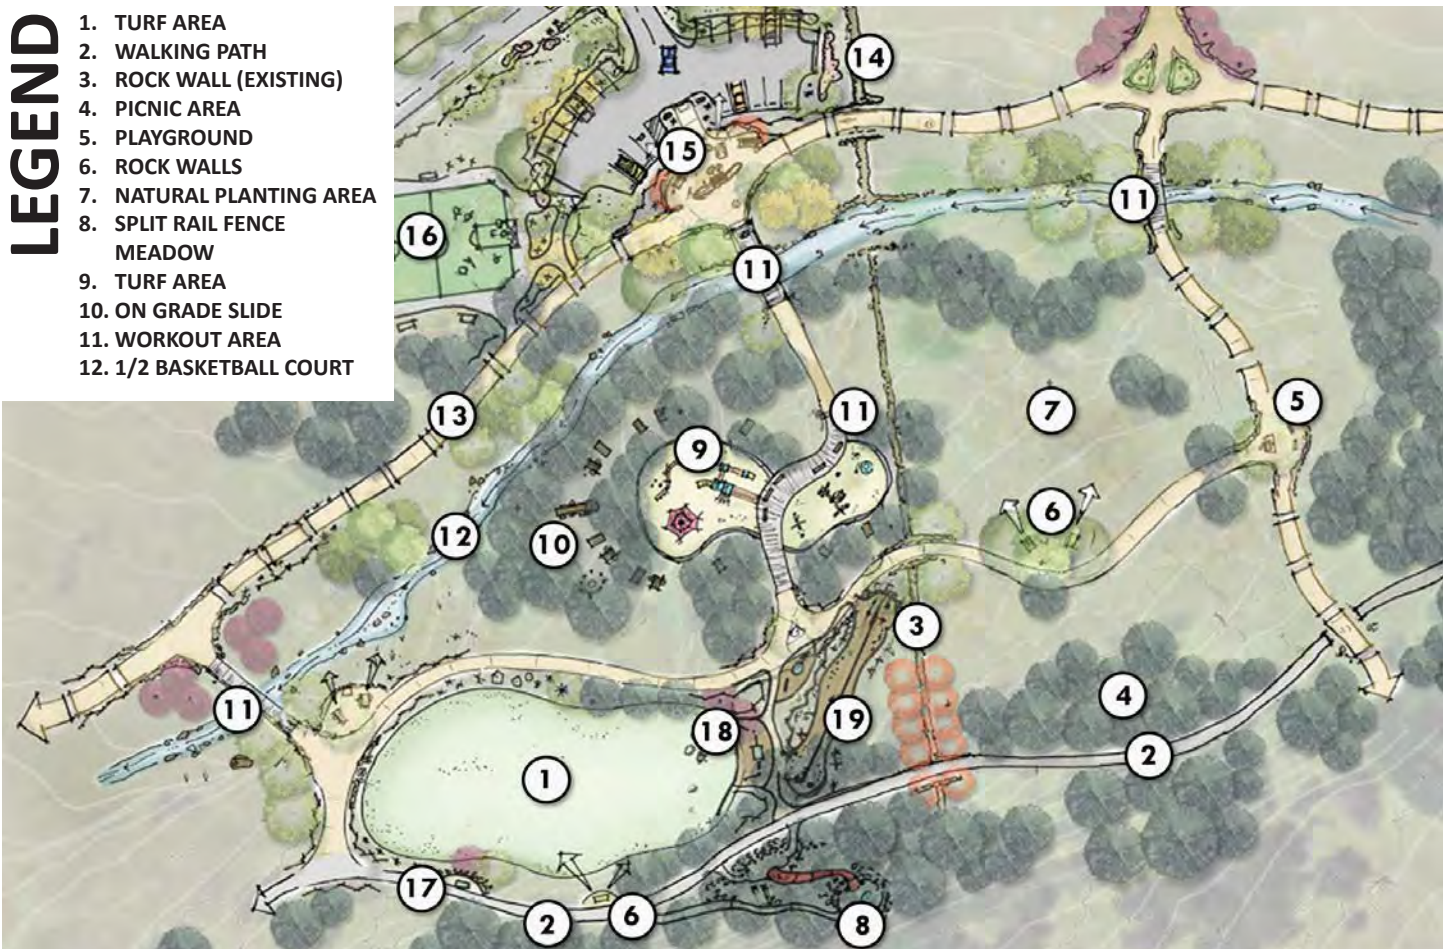 LEGEND
1. TURF AREA
2. WALKING PATH
3. ROCK WALL (EXISTING)
4. PICNIC AREA
5. PLAYGROUND
6. ROCK WALLS
7. NATURAL PLANTING AREA
8. SPLIT RAIL FENCE
MEADOW
9. TURF AREA
10. ON GRADE SLIDE
11. WORKOUT AREA
12. 1/2 BASKETBALL COURT
14
15
11
16
11
13
11
7
5
9
6
12
10
3
4
11
18
19
2
1
17
2
6
8